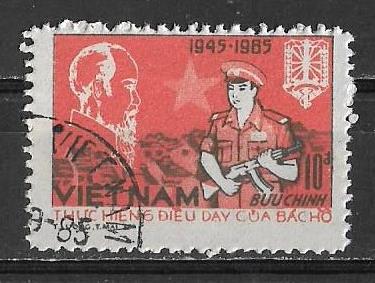 1945-1985
10đ
VIETNAM BƯU CHÍNH
THỰC HIỆN 6 ĐIỀU DẠY CỦA BÁC HỒ